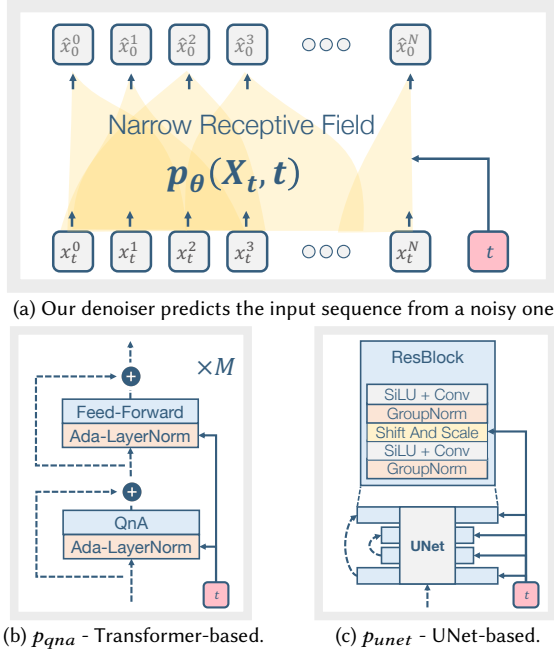 x̂₀⁰ x̂₀¹ x̂₀² x̂₀³ ○○○ x̂₀ᴺ
Narrow Receptive Field
p_θ(X_t, t)
x_t⁰ x_t¹ x_t² x_t³ ○○○ x_tᴺ t
(a) Our denoiser predicts the input sequence from a noisy one
×M
+
Feed-Forward
Ada-LayerNorm
+
QnA
Ada-LayerNorm
t
(b) p_qna - Transformer-based.
ResBlock
SiLU + Conv
GroupNorm
Shift And Scale
SiLU + Conv
GroupNorm
UNet
t
(c) p_unet - UNet-based.